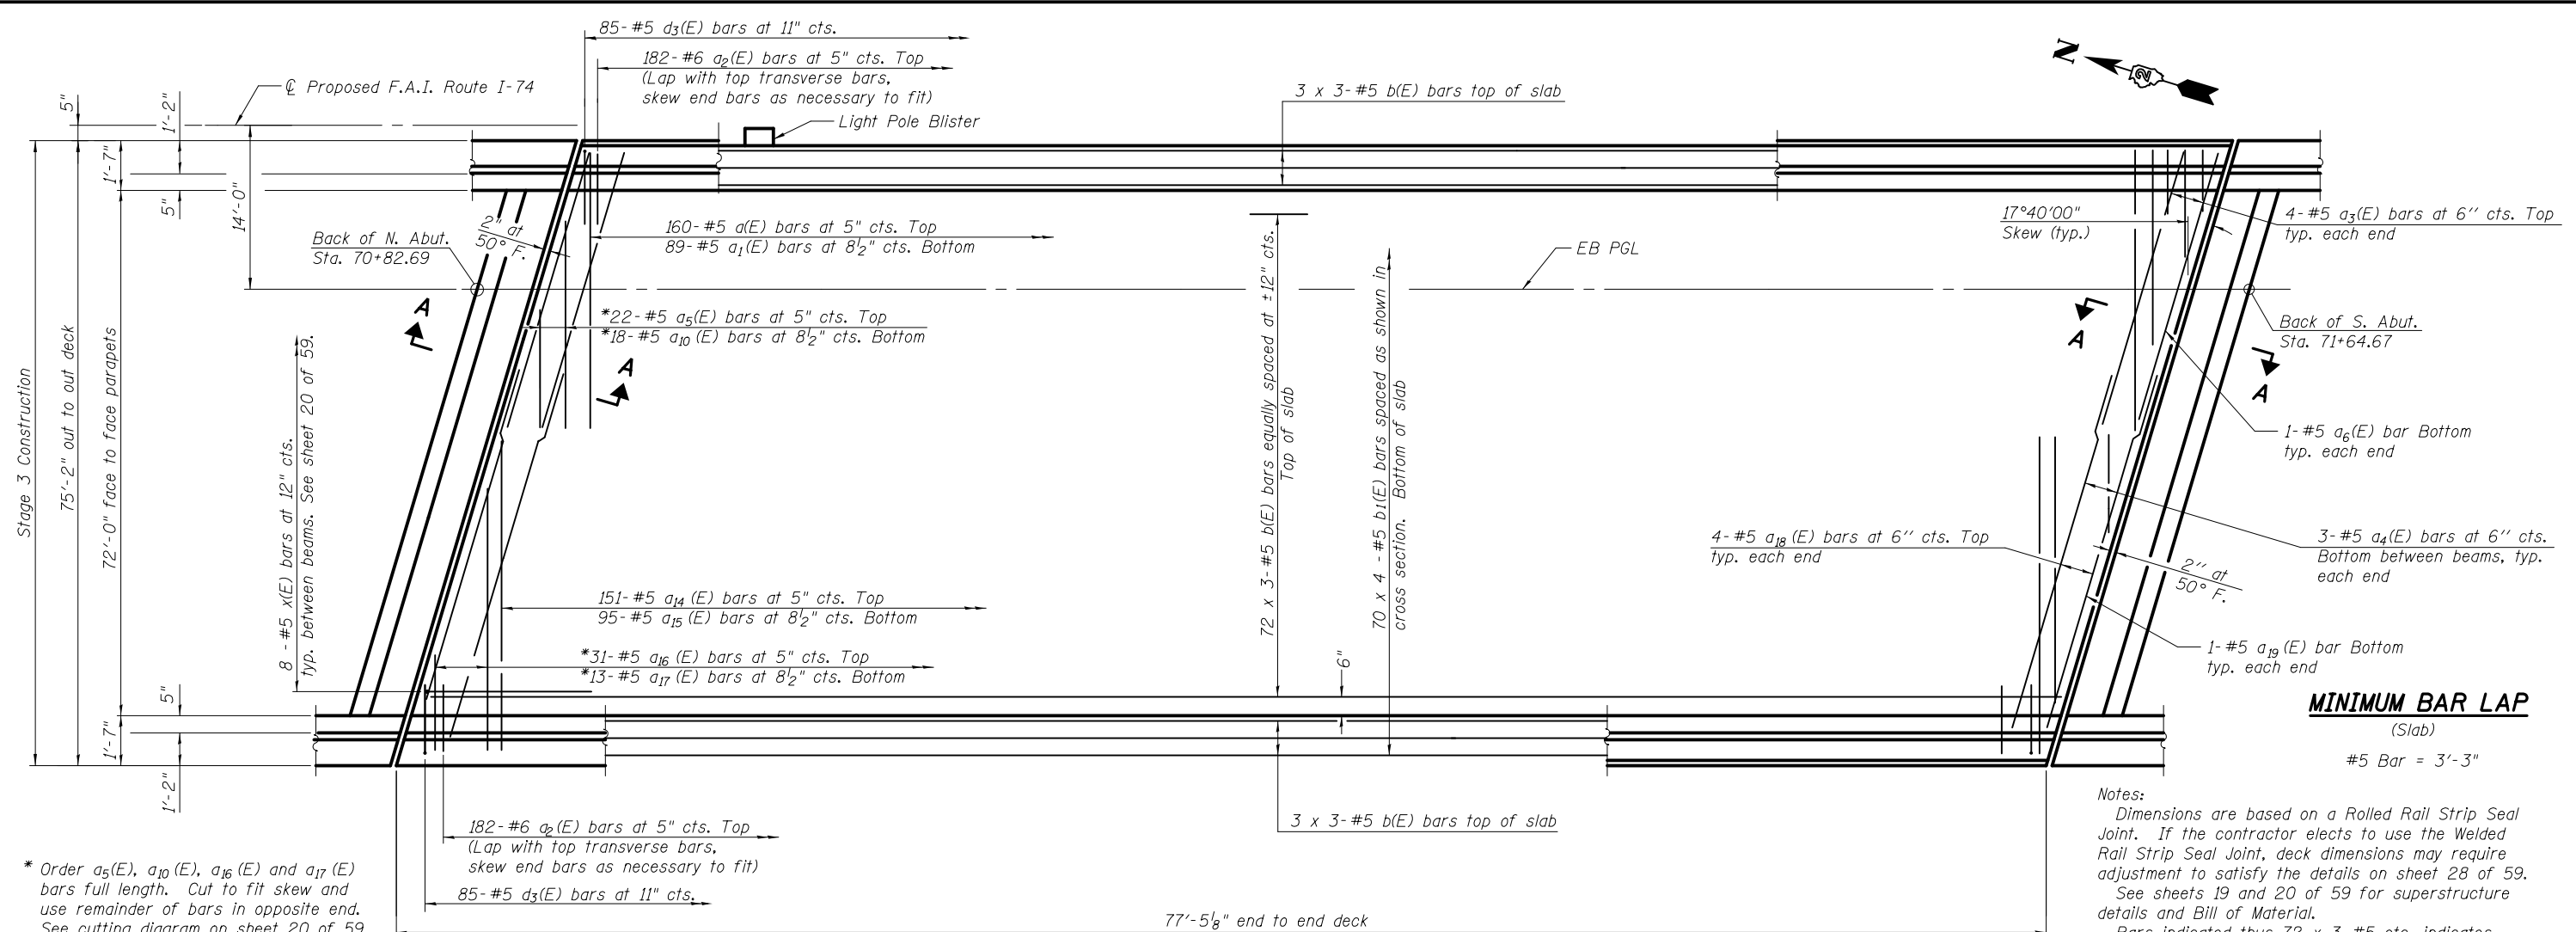 85-#5 d3(E) bars at 11" cts.
182-#6 a2(E) bars at 5" cts. Top
(Lap with top transverse bars,
skew end bars as necessary to fit)
℄ Proposed F.A.I. Route I-74
Light Pole Blister
3 x 3-#5 b(E) bars top of slab
N
2
5"
1'-2"
1'-7"
5"
14'-0"
Stage 3 Construction
75'-2" out to out deck
72'-0" face to face parapets
Back of N. Abut.
Sta. 70+82.69
2" at
50° F.
160-#5 a(E) bars at 5" cts. Top
89-#5 a1(E) bars at 8½" cts. Bottom
17°40'00"
Skew (typ.)
4-#5 a3(E) bars at 6'' cts. Top
typ. each end
EB PGL
A
A
*22-#5 a5(E) bars at 5" cts. Top
*18-#5 a10(E) bars at 8½" cts. Bottom
A
A
Back of S. Abut.
Sta. 71+64.67
8 -#5 x(E) bars at 12" cts.
typ. between beams. See sheet 20 of 59.
72 x 3-#5 b(E) bars equally spaced at ±12" cts.
Top of slab
70 x 4 -#5 b1(E) bars spaced as shown in
cross section. Bottom of slab
1-#5 a6(E) bar Bottom
typ. each end
4-#5 a18(E) bars at 6'' cts. Top
typ. each end
3-#5 a4(E) bars at 6'' cts.
Bottom between beams, typ.
each end
2'' at
50° F.
151-#5 a14(E) bars at 5" cts. Top
95-#5 a15(E) bars at 8½" cts. Bottom
*31-#5 a16(E) bars at 5" cts. Top
*13-#5 a17(E) bars at 8½" cts. Bottom
6"
1-#5 a19(E) bar Bottom
typ. each end
5"
1'-7"
1'-2"
MINIMUM BAR LAP
(Slab)
#5 Bar = 3'-3"
182-#6 a2(E) bars at 5" cts. Top
(Lap with top transverse bars,
skew end bars as necessary to fit)
85-#5 d3(E) bars at 11" cts.
3 x 3-#5 b(E) bars top of slab
77'-5⅛" end to end deck
* Order a5(E), a10(E), a16(E) and a17(E)
bars full length. Cut to fit skew and
use remainder of bars in opposite end.
See cutting diagram on sheet 20 of 59
Notes:
Dimensions are based on a Rolled Rail Strip Seal
Joint. If the contractor elects to use the Welded
Rail Strip Seal Joint, deck dimensions may require
adjustment to satisfy the details on sheet 28 of 59.
See sheets 19 and 20 of 59 for superstructure
details and Bill of Material.
Bars indicated thus 72 x 3-#5 etc. indicates